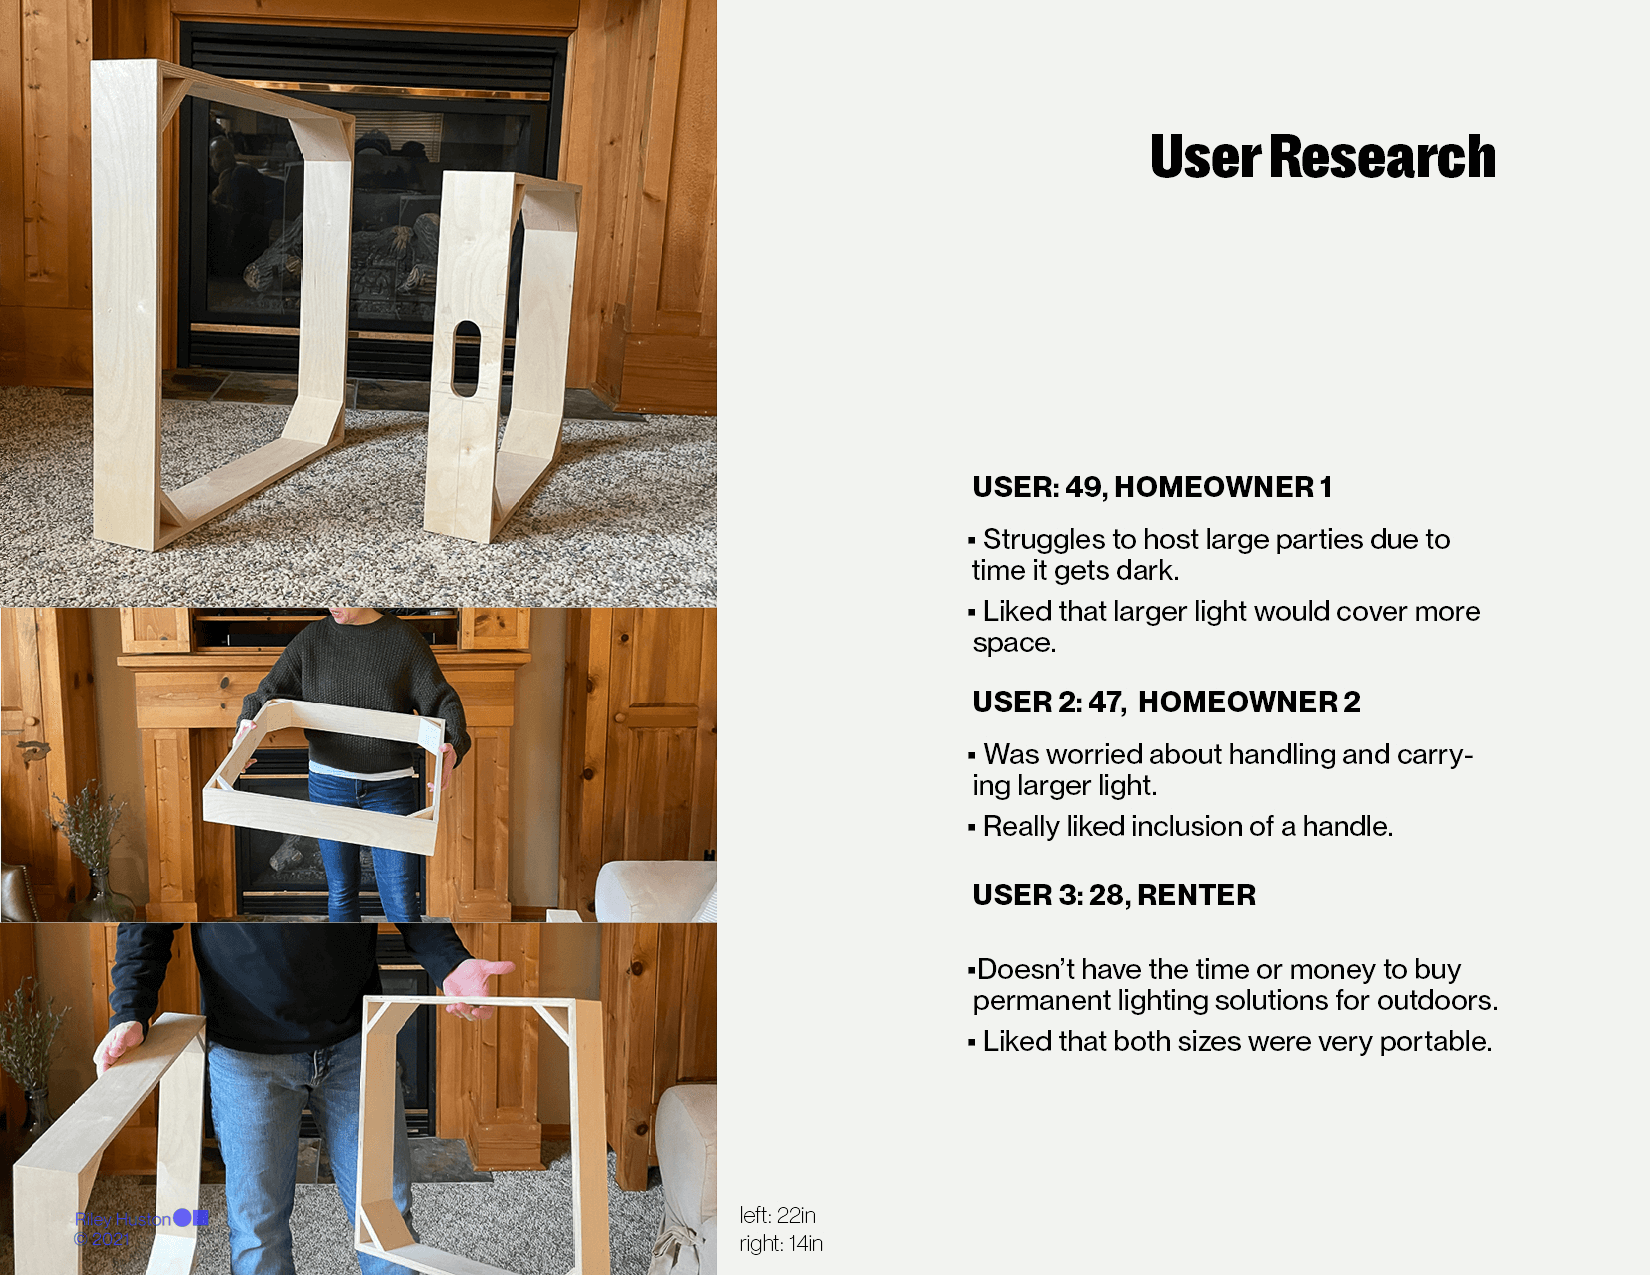 User Research
USER: 49, HOMEOWNER 1
▪ Struggles to host large parties due to
time it gets dark.
▪ Liked that larger light would cover more
space.
USER 2: 47, HOMEOWNER 2
▪ Was worried about handling and carry-
ing larger light.
▪ Really liked inclusion of a handle.
USER 3: 28, RENTER
▪Doesn’t have the time or money to buy
permanent lighting solutions for outdoors.
▪ Liked that both sizes were very portable.
left: 22in
right: 14in
Riley Huston
© 2021